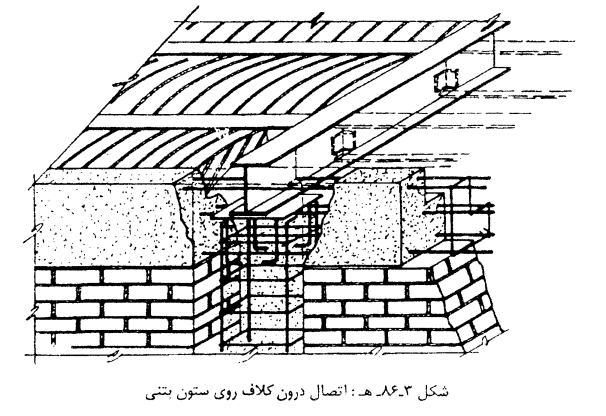 شکل ۳ـ۸۶ـ هـ : اتصال درون کلاف روی ستون بتنی